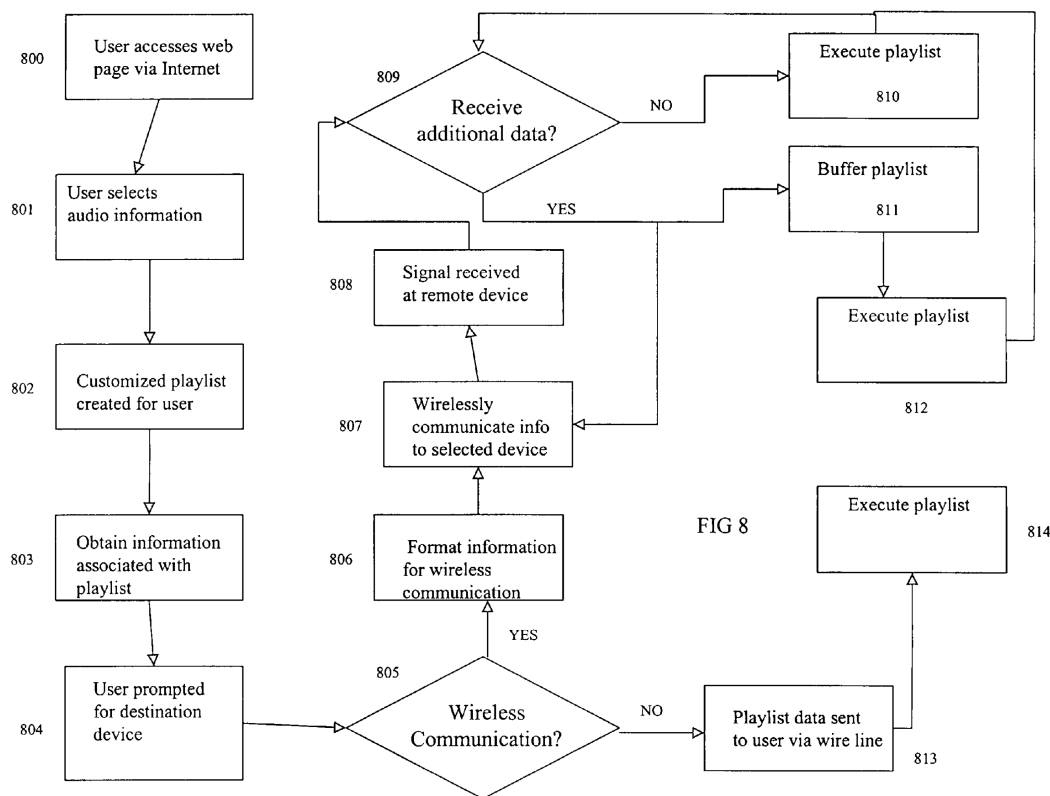 800
User accesses web
page via Internet
801
User selects
audio information
802
Customized playlist
created for user
803
Obtain information
associated with
playlist
804
User prompted
for destination
device
805
Wireless
Communication?
YES
NO
806
Format information
for wireless
communication
807
Wirelessly
communicate info
to selected device
808
Signal received
at remote device
809
Receive
additional data?
NO
YES
Execute playlist
810
Buffer playlist
811
Execute playlist
812
Playlist data sent
to user via wire line
813
Execute playlist
814
FIG 8